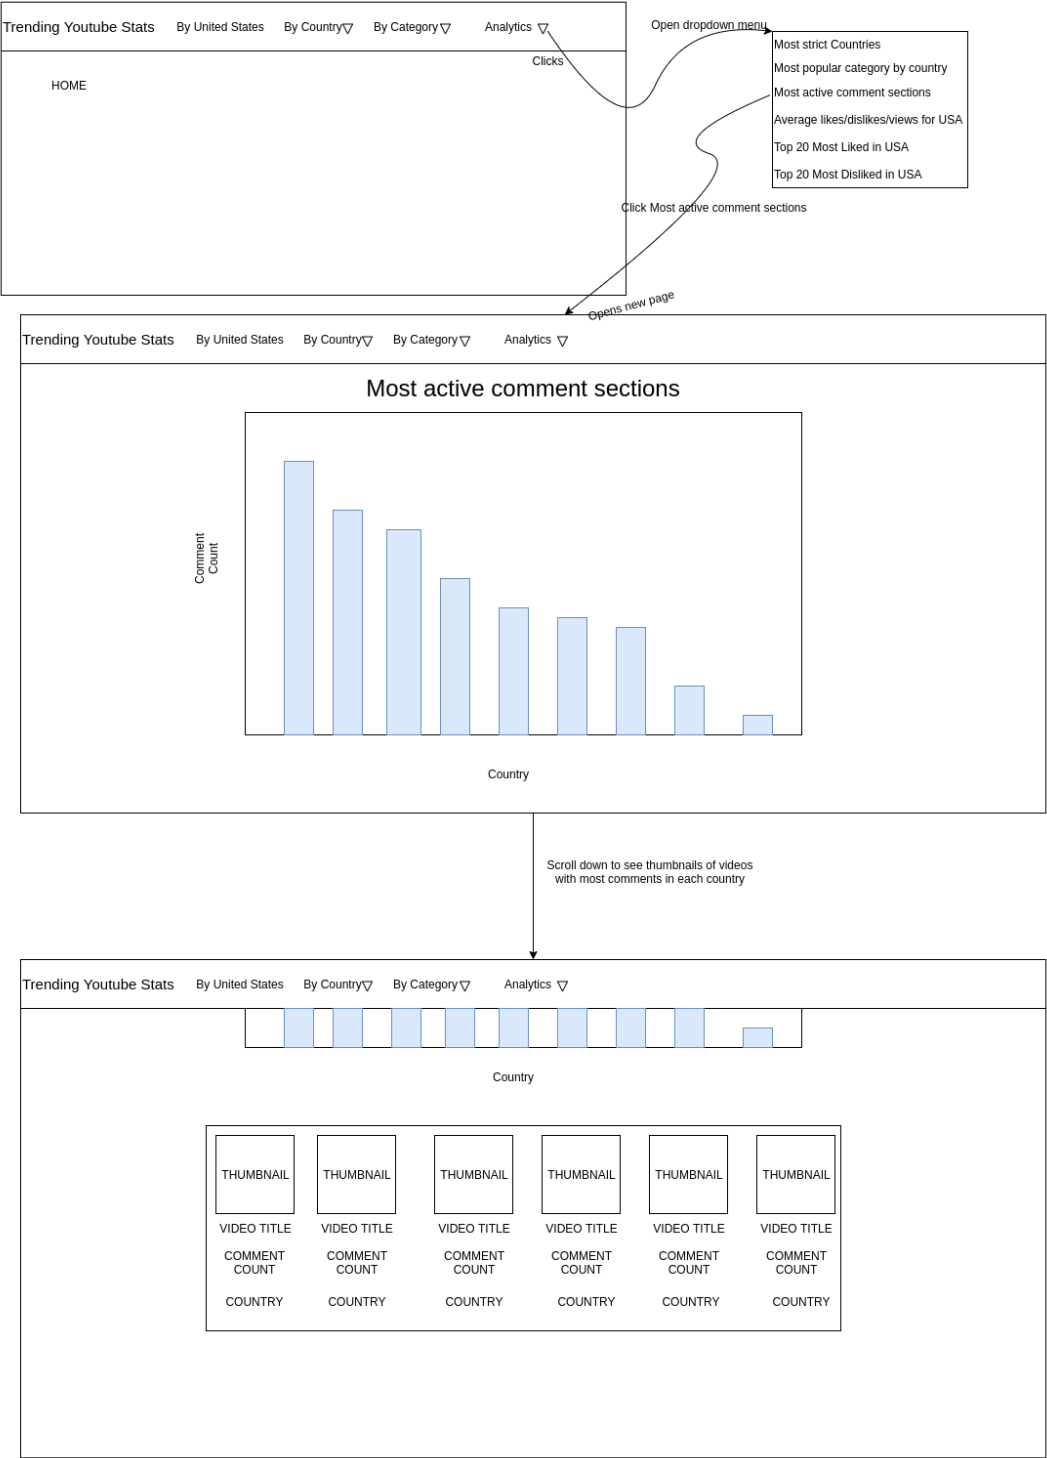 Trending Youtube Stats By United States By Country By Category Analytics
Open dropdown menu
Clicks
HOME
Most strict Countries
Most popular category by country
Most active comment sections
Average likes/dislikes/views for USA
Top 20 Most Liked in USA
Top 20 Most Disliked in USA
Click Most active comment sections
Opens new page
Trending Youtube Stats By United States By Country By Category Analytics
Most active comment sections
Comment
Count
Country
Scroll down to see thumbnails of videos
with most comments in each country
Trending Youtube Stats By United States By Country By Category Analytics
Country
THUMBNAIL THUMBNAIL THUMBNAIL THUMBNAIL THUMBNAIL THUMBNAIL
VIDEO TITLE VIDEO TITLE VIDEO TITLE VIDEO TITLE VIDEO TITLE VIDEO TITLE
COMMENT COMMENT COMMENT COMMENT COMMENT COMMENT
COUNT COUNT COUNT COUNT COUNT COUNT
COUNTRY COUNTRY COUNTRY COUNTRY COUNTRY COUNTRY